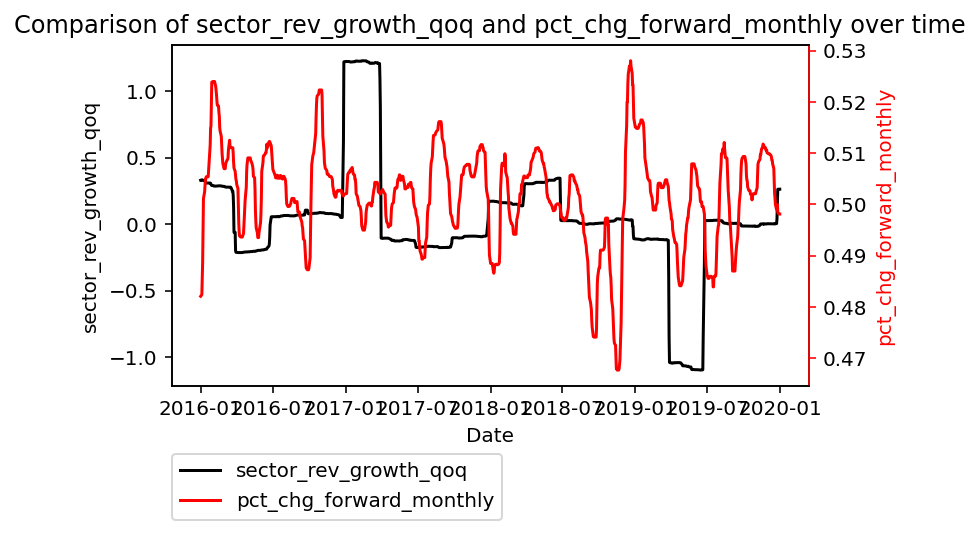 Comparison of sector_rev_growth_qoq and pct_chg_forward_monthly over time
sector_rev_growth_qoq
1.0
0.5
0.0
−0.5
−1.0
0.53
0.52
0.51
0.50
0.49
0.48
0.47
pct_chg_forward_monthly
2016-01 2016-07 2017-01 2017-07 2018-01 2018-07 2019-01 2019-07 2020-01
Date
sector_rev_growth_qoq
pct_chg_forward_monthly